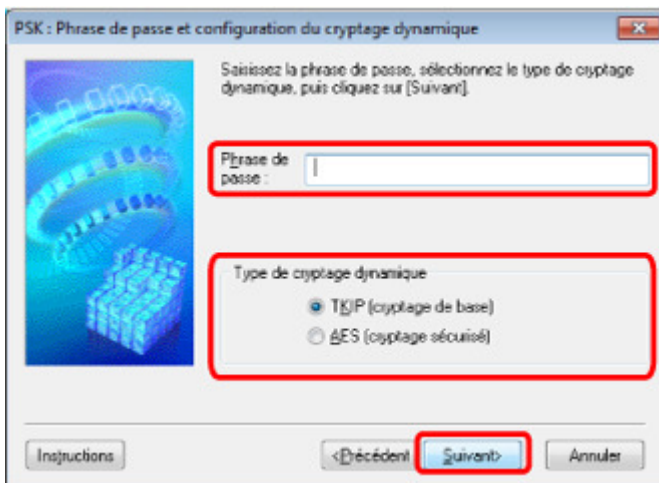 PSK : Phrase de passe et configuration du cryptage dynamique
Saisissez la phrase de passe, sélectionnez le type de cryptage
dynamique, puis cliquez sur [Suivant].
Phrase de
passe :
Type de cryptage dynamique
TKIP (cryptage de base)
AES (cryptage sécurisé)
Instructions
<Précédent
Suivant>
Annuler